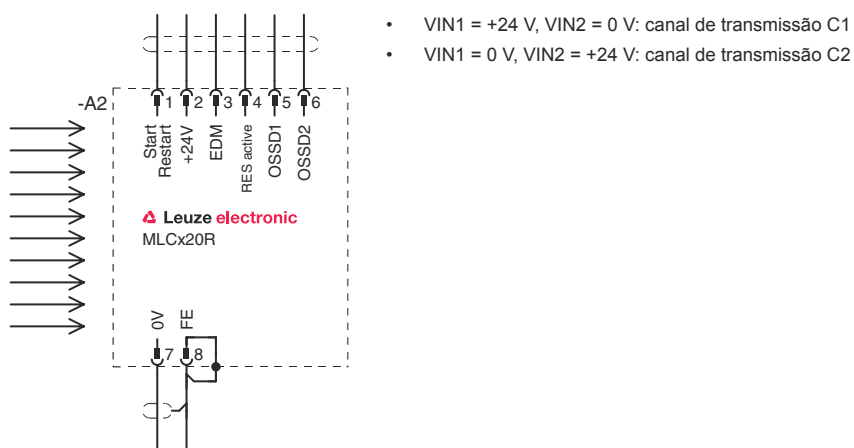 • VIN1 = +24 V, VIN2 = 0 V: canal de transmissão C1
• VIN1 = 0 V, VIN2 = +24 V: canal de transmissão C2
-A2
1 2 3 4 5 6
Start
Restart
+24V
EDM
RES active
OSSD1
OSSD2
Leuze electronic
MLCx20R
0V
FE
7 8